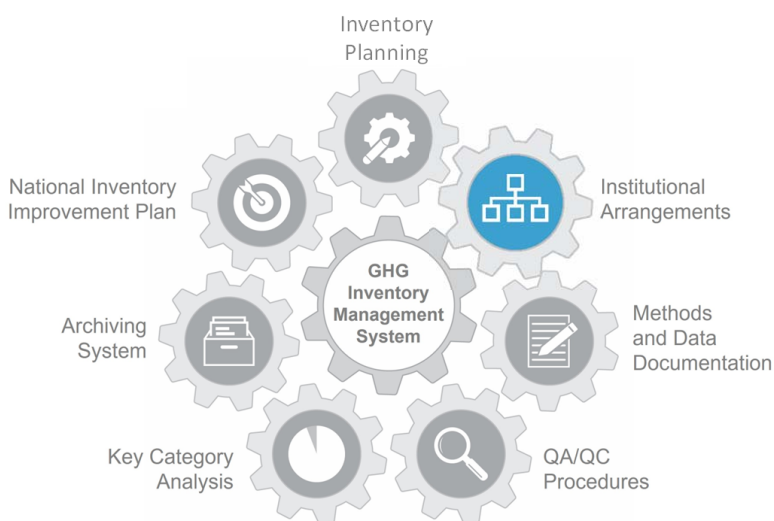 Inventory
Planning
Institutional
Arrangements
Methods
and Data
Documentation
QA/QC
Procedures
Key Category
Analysis
Archiving
System
National Inventory
Improvement Plan
GHG
Inventory
Management
System